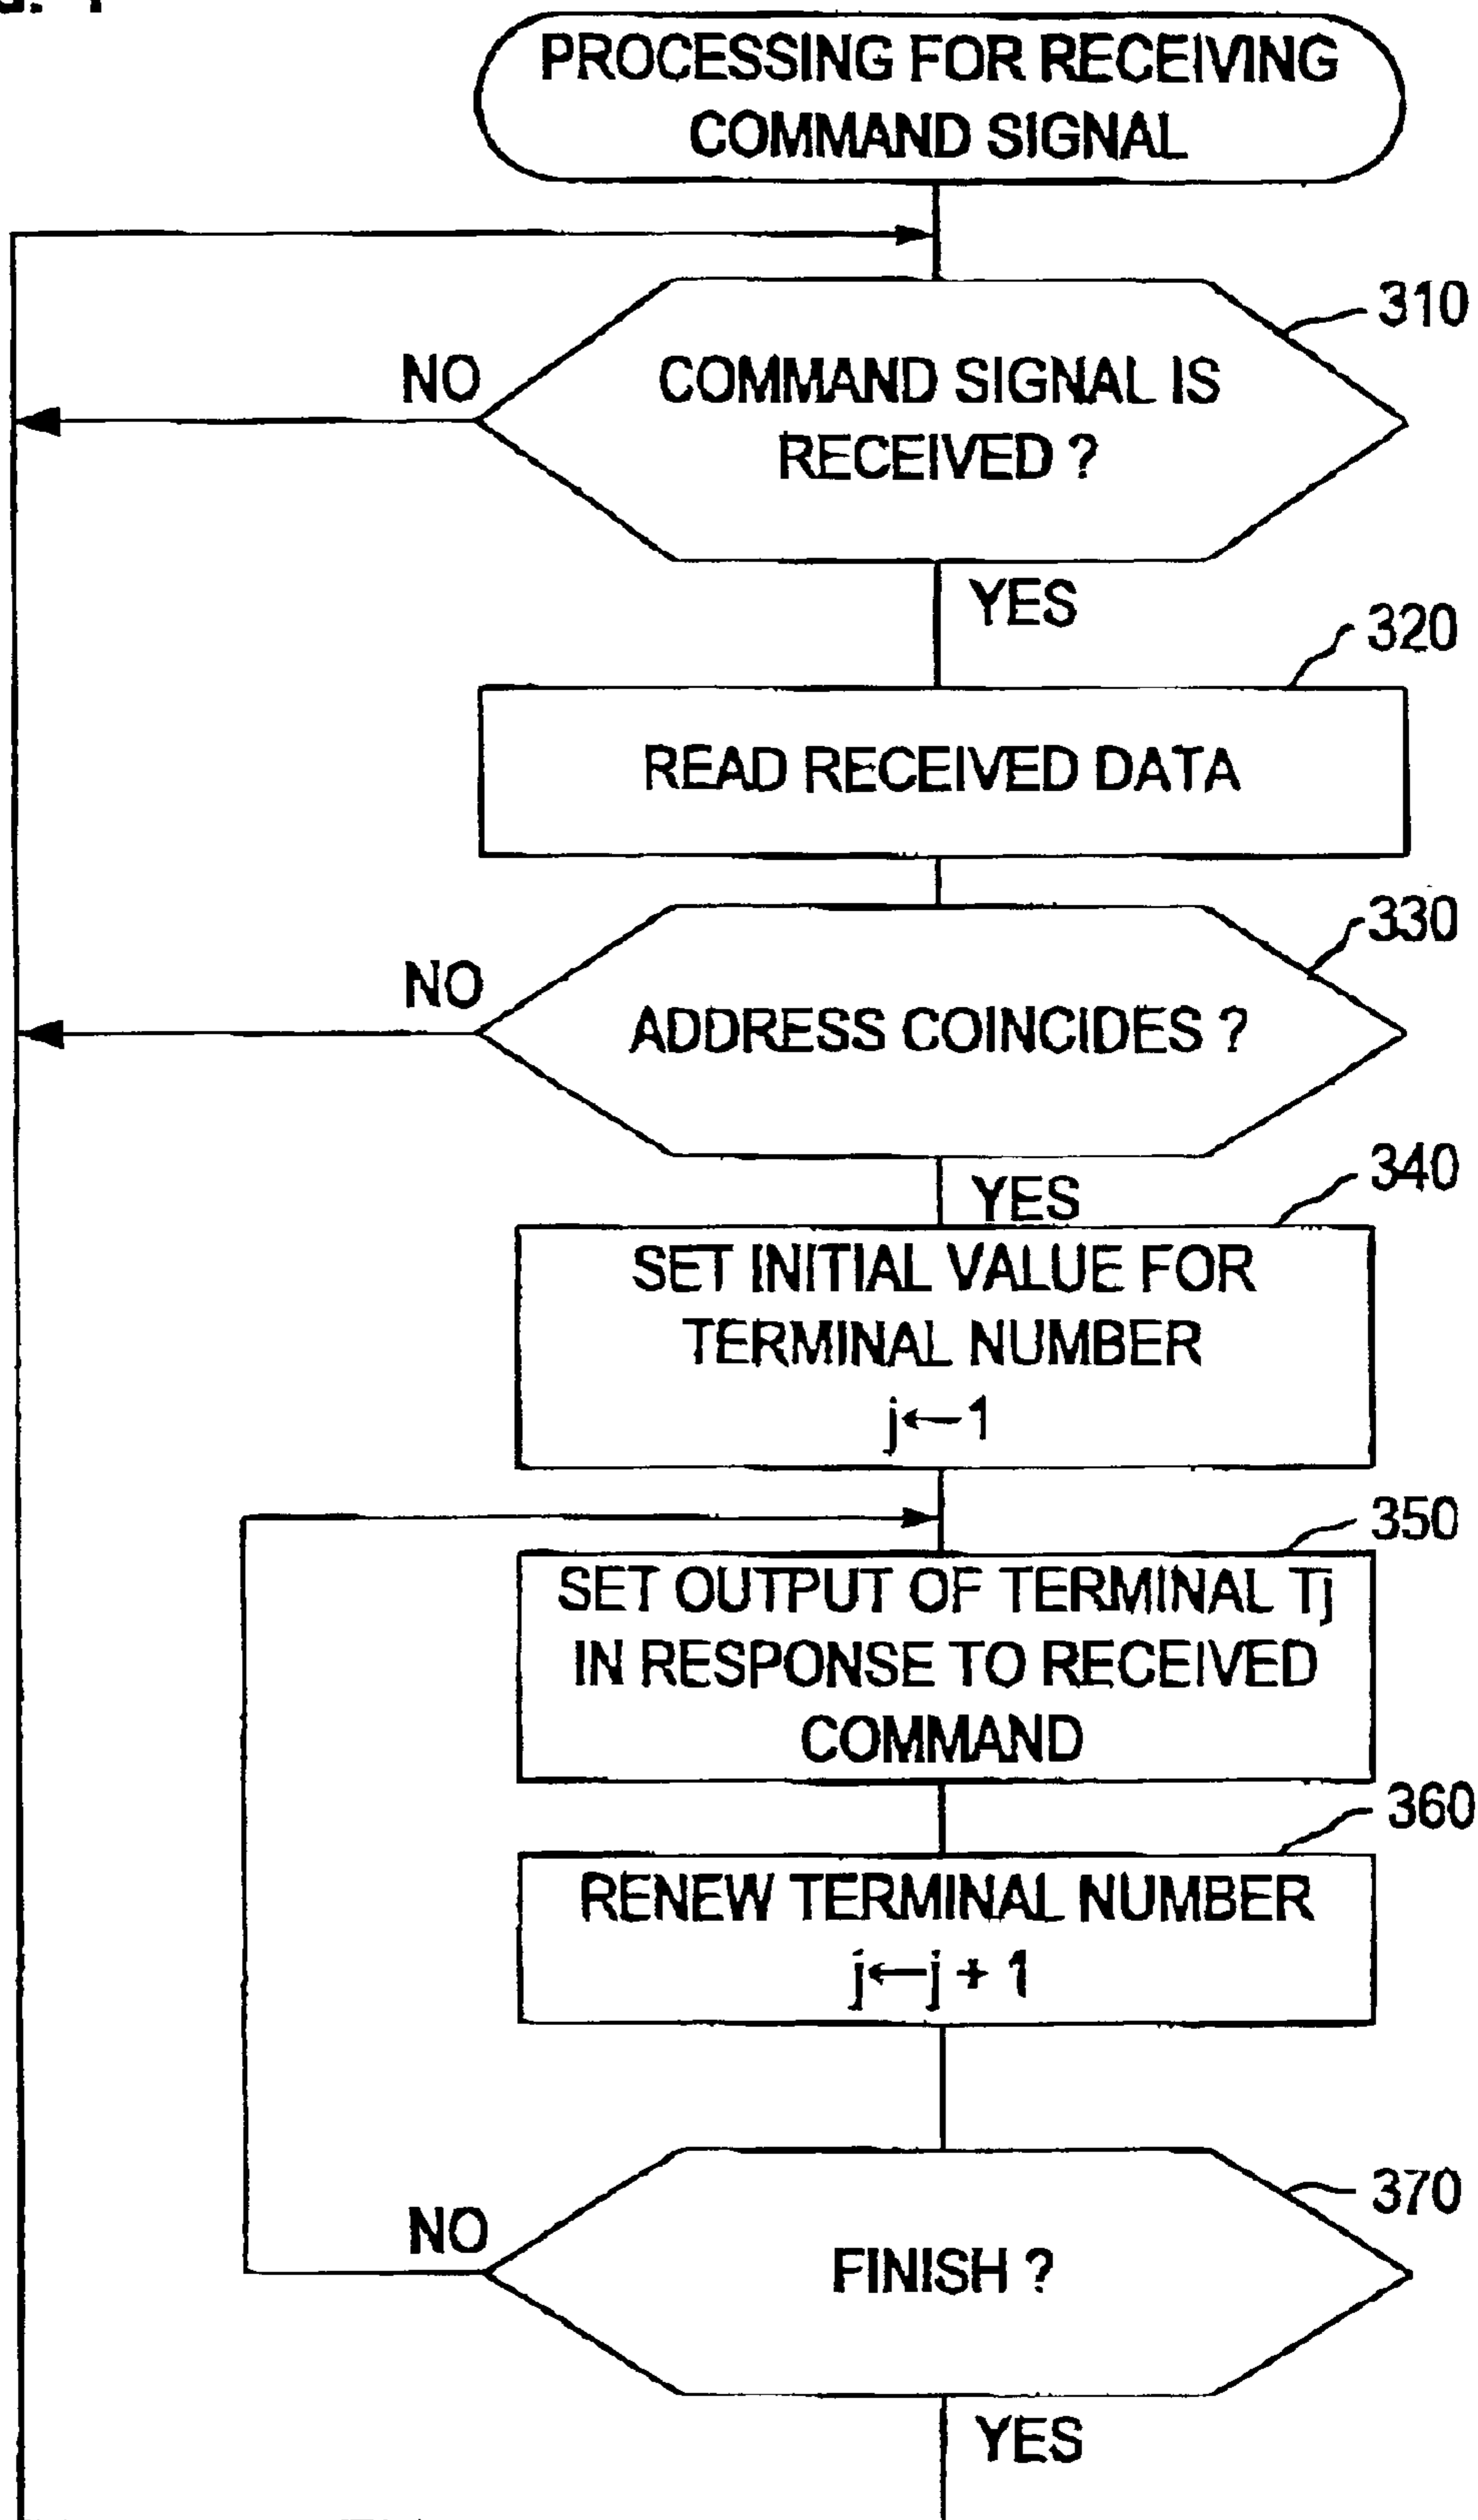 PROCESSING FOR RECEIVING
COMMAND SIGNAL
310
NO
COMMAND SIGNAL IS
RECEIVED ?
YES
320
READ RECEIVED DATA
330
NO
ADDRESS COINCIDES ?
340
YES
SET INITIAL VALUE FOR
TERMINAL NUMBER
j←1
350
SET OUTPUT OF TERMINAL Tj
IN RESPONSE TO RECEIVED
COMMAND
360
RENEW TERMINAL NUMBER
j←j + 1
370
NO
FINISH ?
YES